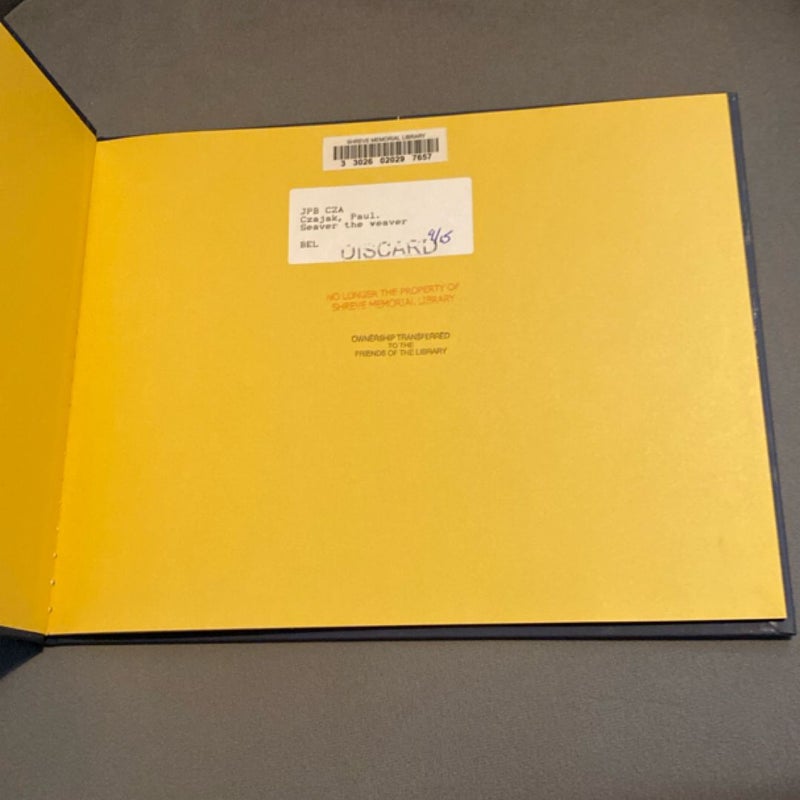 SHREVE MEMORIAL LIBRARY
3 3026 02029 7657
JPB CZA
Czajak, Paul.
Seaver the weaver
BEL
DISCARD 9/15
NO LONGER THE PROPERTY OF
SHREVE MEMORIAL LIBRARY
OWNERSHIP TRANSFERRED
TO THE
FRIENDS OF THE LIBRARY